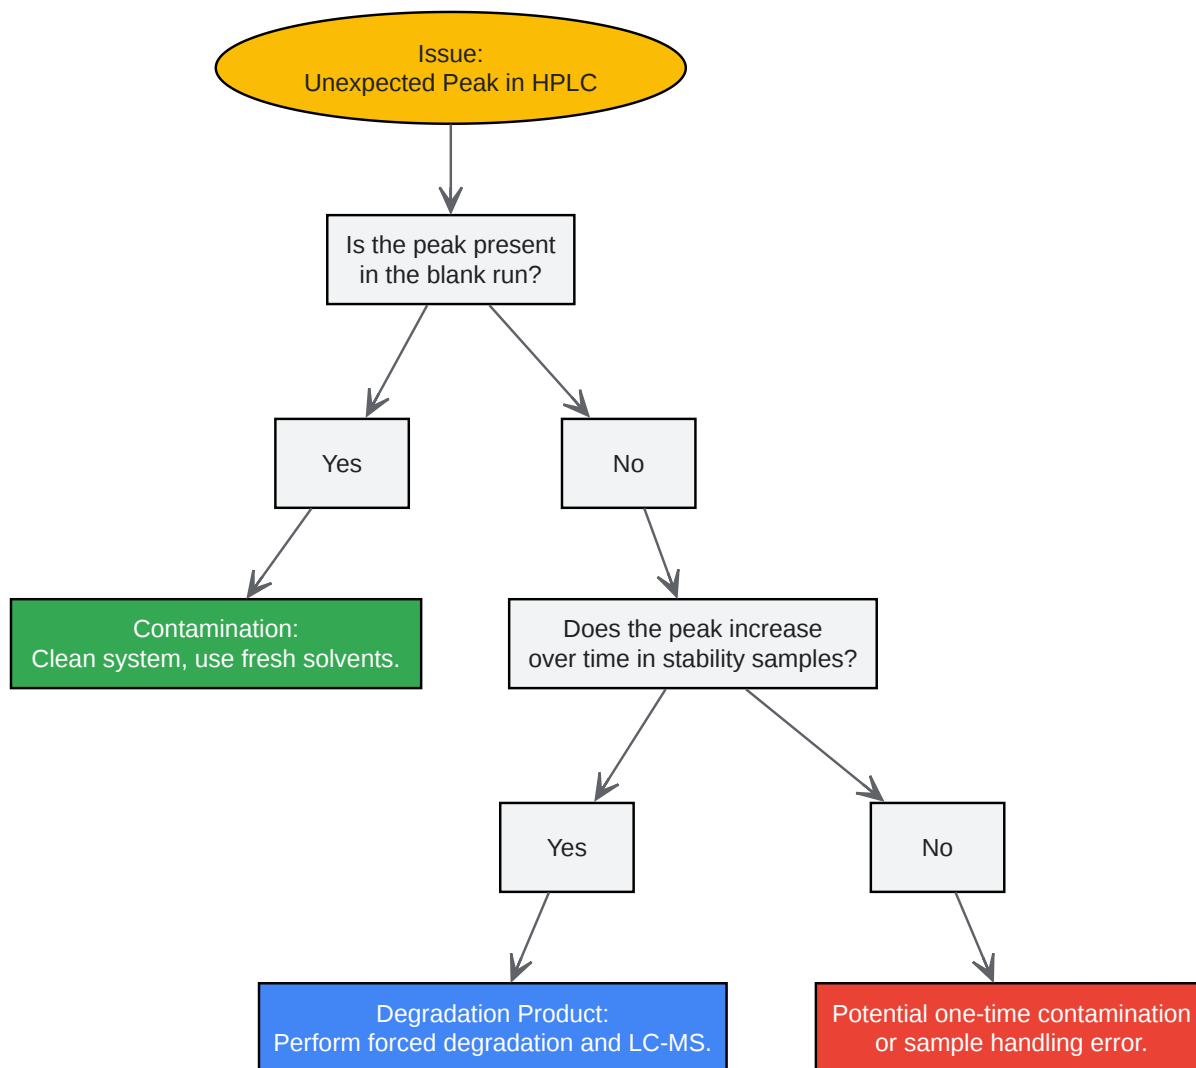 Issue:
Unexpected Peak in HPLC
Is the peak present
in the blank run?
Yes
No
Contamination:
Clean system, use fresh solvents.
Does the peak increase
over time in stability samples?
Yes
No
Degradation Product:
Perform forced degradation and LC-MS.
Potential one-time contamination
or sample handling error.